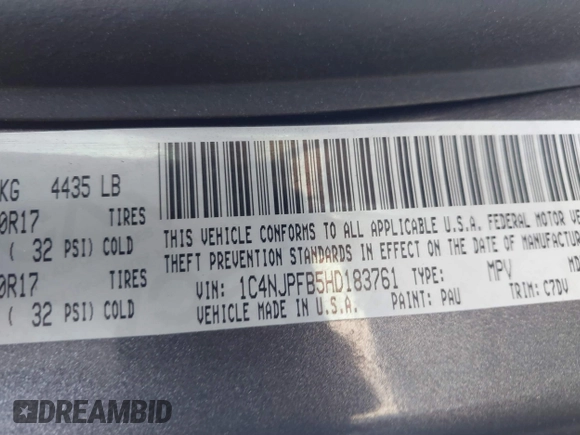 KG 4435 LB
0R17 TIRES
( 32 PSI) COLD
0R17 TIRES
( 32 PSI) COLD
THIS VEHICLE CONFORMS TO ALL APPLICABLE U.S.A. FEDERAL MOTOR
THEFT PREVENTION STANDARDS IN EFFECT ON THE DATE OF MANUFACTUR
VIN: 1C4NJPFB5HD183761 TYPE: MPV
VEHICLE MADE IN U.S.A. PAINT: PAU TRIM: C7DV
DREAMBID